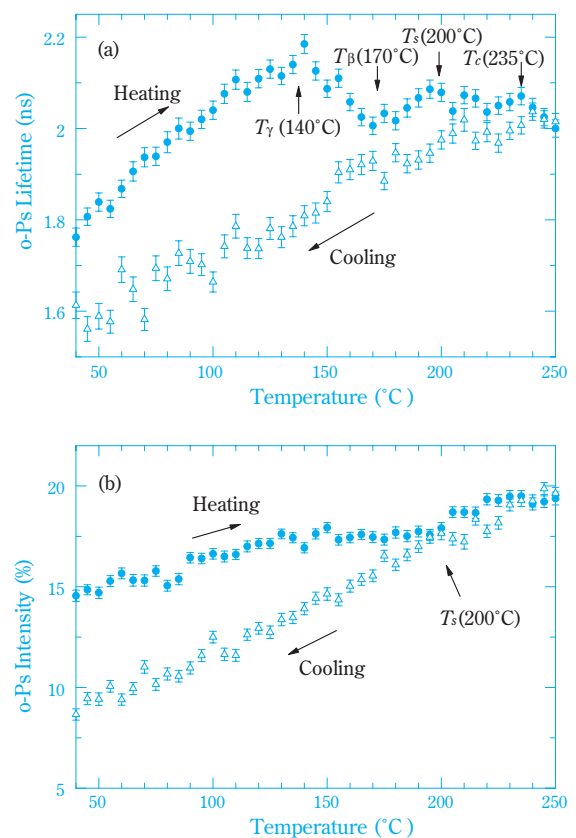 (a)
2.2
2.0
1.8
1.6
o-Ps Lifetime (ns)
Heating
Tγ (140°C)
Tβ (170°C)
Ts (200°C)
Tc (235°C)
Cooling
50 100 150 200 250
Temperature (°C )
(b)
20
15
10
5
o-Ps Intensity (%)
Heating
Ts (200°C)
Cooling
50 100 150 200 250
Temperature (°C )